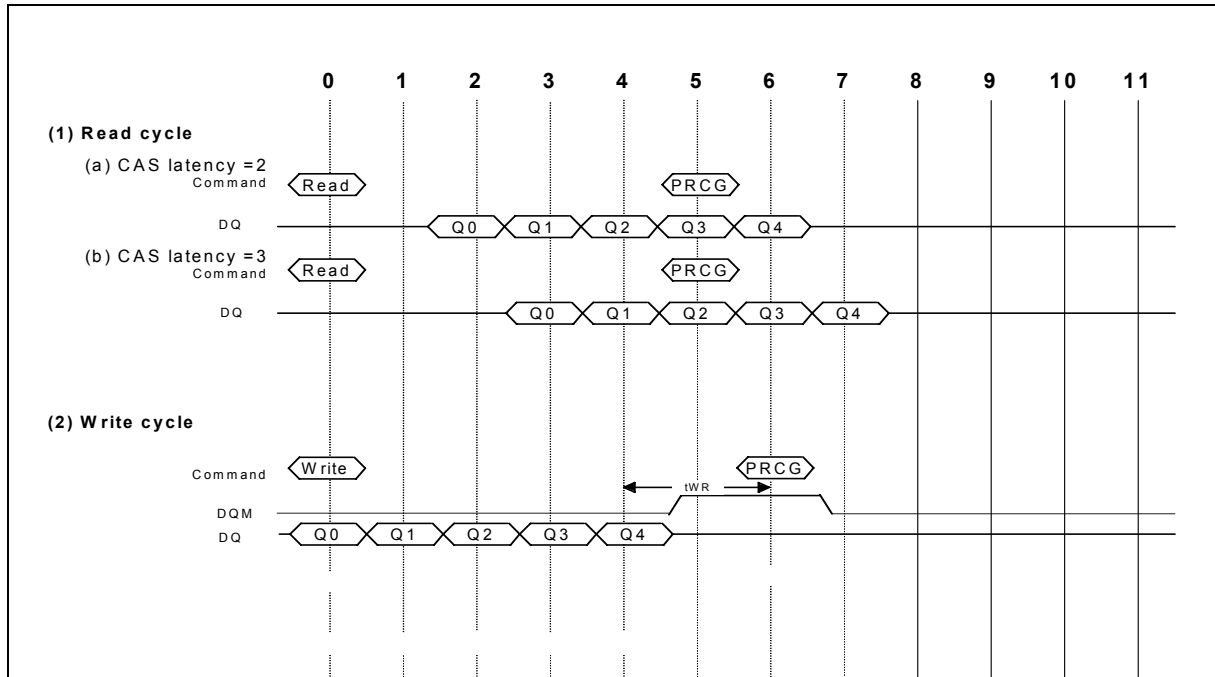 0 1 2 3 4 5 6 7 8 9 10 11
(1) Read cycle
(a) CAS latency =2
Command Read PRCG
DQ Q0 Q1 Q2 Q3 Q4
(b) CAS latency =3
Command Read PRCG
DQ Q0 Q1 Q2 Q3 Q4
(2) Write cycle
Command Write PRCG
tWR
DQM
DQ Q0 Q1 Q2 Q3 Q4